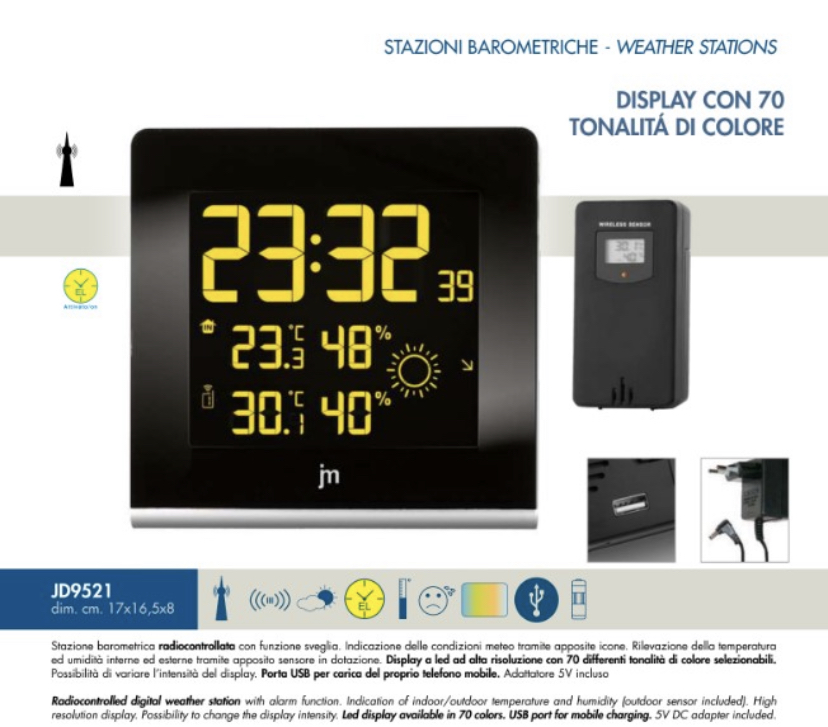 STAZIONI BAROMETRICHE - WEATHER STATIONS
DISPLAY CON 70
TONALITÁ DI COLORE
WIRELESS SENSOR
23:32 39
IN 23.3 °C 48%
30.1 °C 40%
30.1
40
EL
jm
JD9521
dim. cm. 17x16,5x8
EL
Stazione barometrica radiocontrollata con funzione sveglia. Indicazione delle condizioni meteo tramite apposite icone. Rilevazione della temperatura
ed umidità interne ed esterne tramite apposito sensore in dotazione. Display a led ad alta risoluzione con 70 differenti tonalità di colore selezionabili.
Possibilità di variare l'intensità del display. Porta USB per carica del proprio telefono mobile. Adattatore 5V incluso
Radiocontrolled digital weather station with alarm function. Indication of indoor/outdoor temperature and humidity (outdoor sensor included). High
resolution display. Possibility to change the display intensity. Led display available in 70 colors. USB port for mobile charging. 5V DC adapter included.